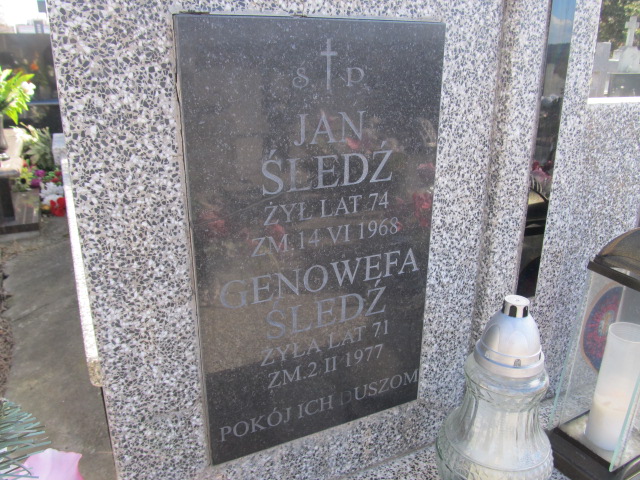 Ś P
JAN
ŚLEDŹ
ŻYŁ LAT 74
ZM.14 VI 1968
GENOWEFA
ŚLEDŹ
ŻYŁA LAT 71
ZM.2 II 1977
POKÓJ ICH DUSZOM